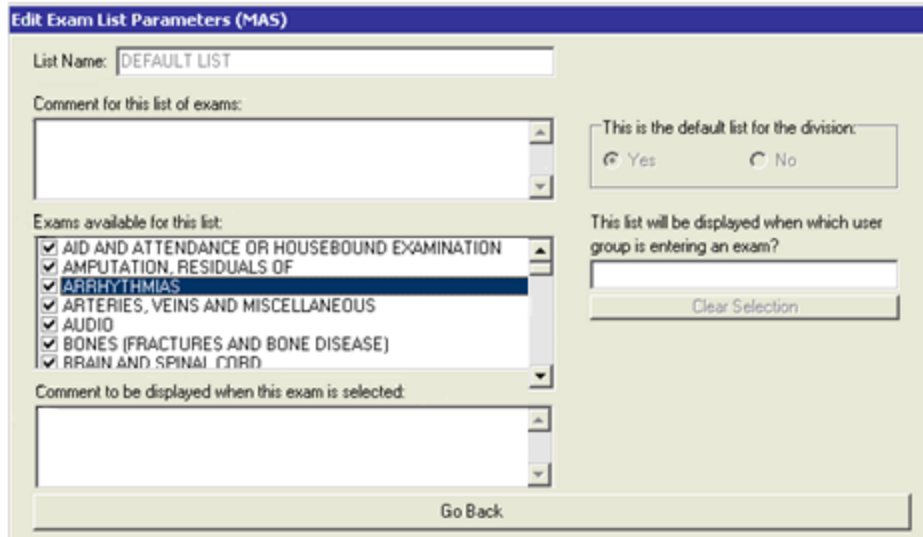 Edit Exam List Parameters (MAS)
List Name: DEFAULT LIST
Comment for this list of exams:
This is the default list for the division:
Yes No
Exams available for this list:
AID AND ATTENDANCE OR HOUSEBOUND EXAMINATION
AMPUTATION, RESIDUALS OF
ARRHYTHMIAS
ARTERIES, VEINS AND MISCELLANEOUS
AUDIO
BONES (FRACTURES AND BONE DISEASE)
BRAIN AND SPINAL CORD
This list will be displayed when which user
group is entering an exam?
Clear Selection
Comment to be displayed when this exam is selected:
Go Back